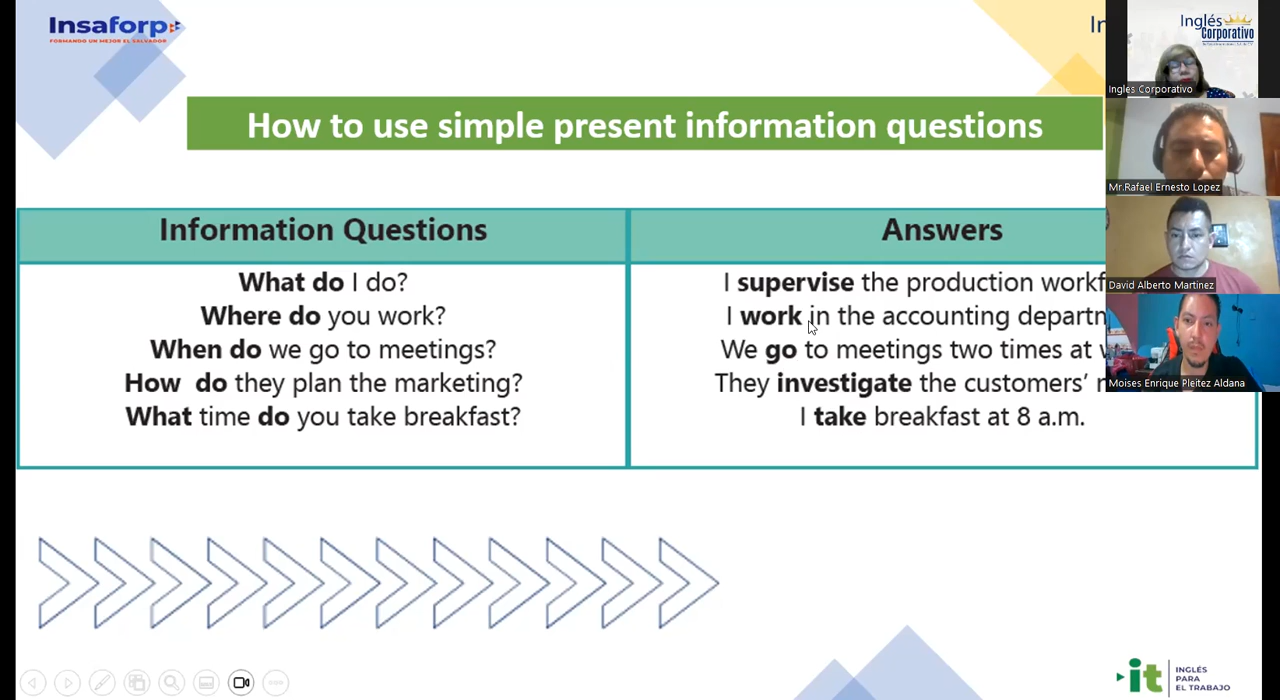 Insaforp
FORMANDO UN MEJOR EL SALVADOR
Inglés
Corporativo
Ingles Corporativo
How to use simple present information questions
Mr.Rafael Ernesto Lopez
Information Questions
Answers
What do I do?
I supervise the production
Where do you work?
I work in the accounting
David Alberto Martinez
When do we go to meetings?
We go to meetings two times at
How do they plan the marketing?
They investigate the customers’
Moises Enrique Pleitez Aldana
What time do you take breakfast?
I take breakfast at 8 a.m.
it
INGLÉS
PARA
EL TRABAJO